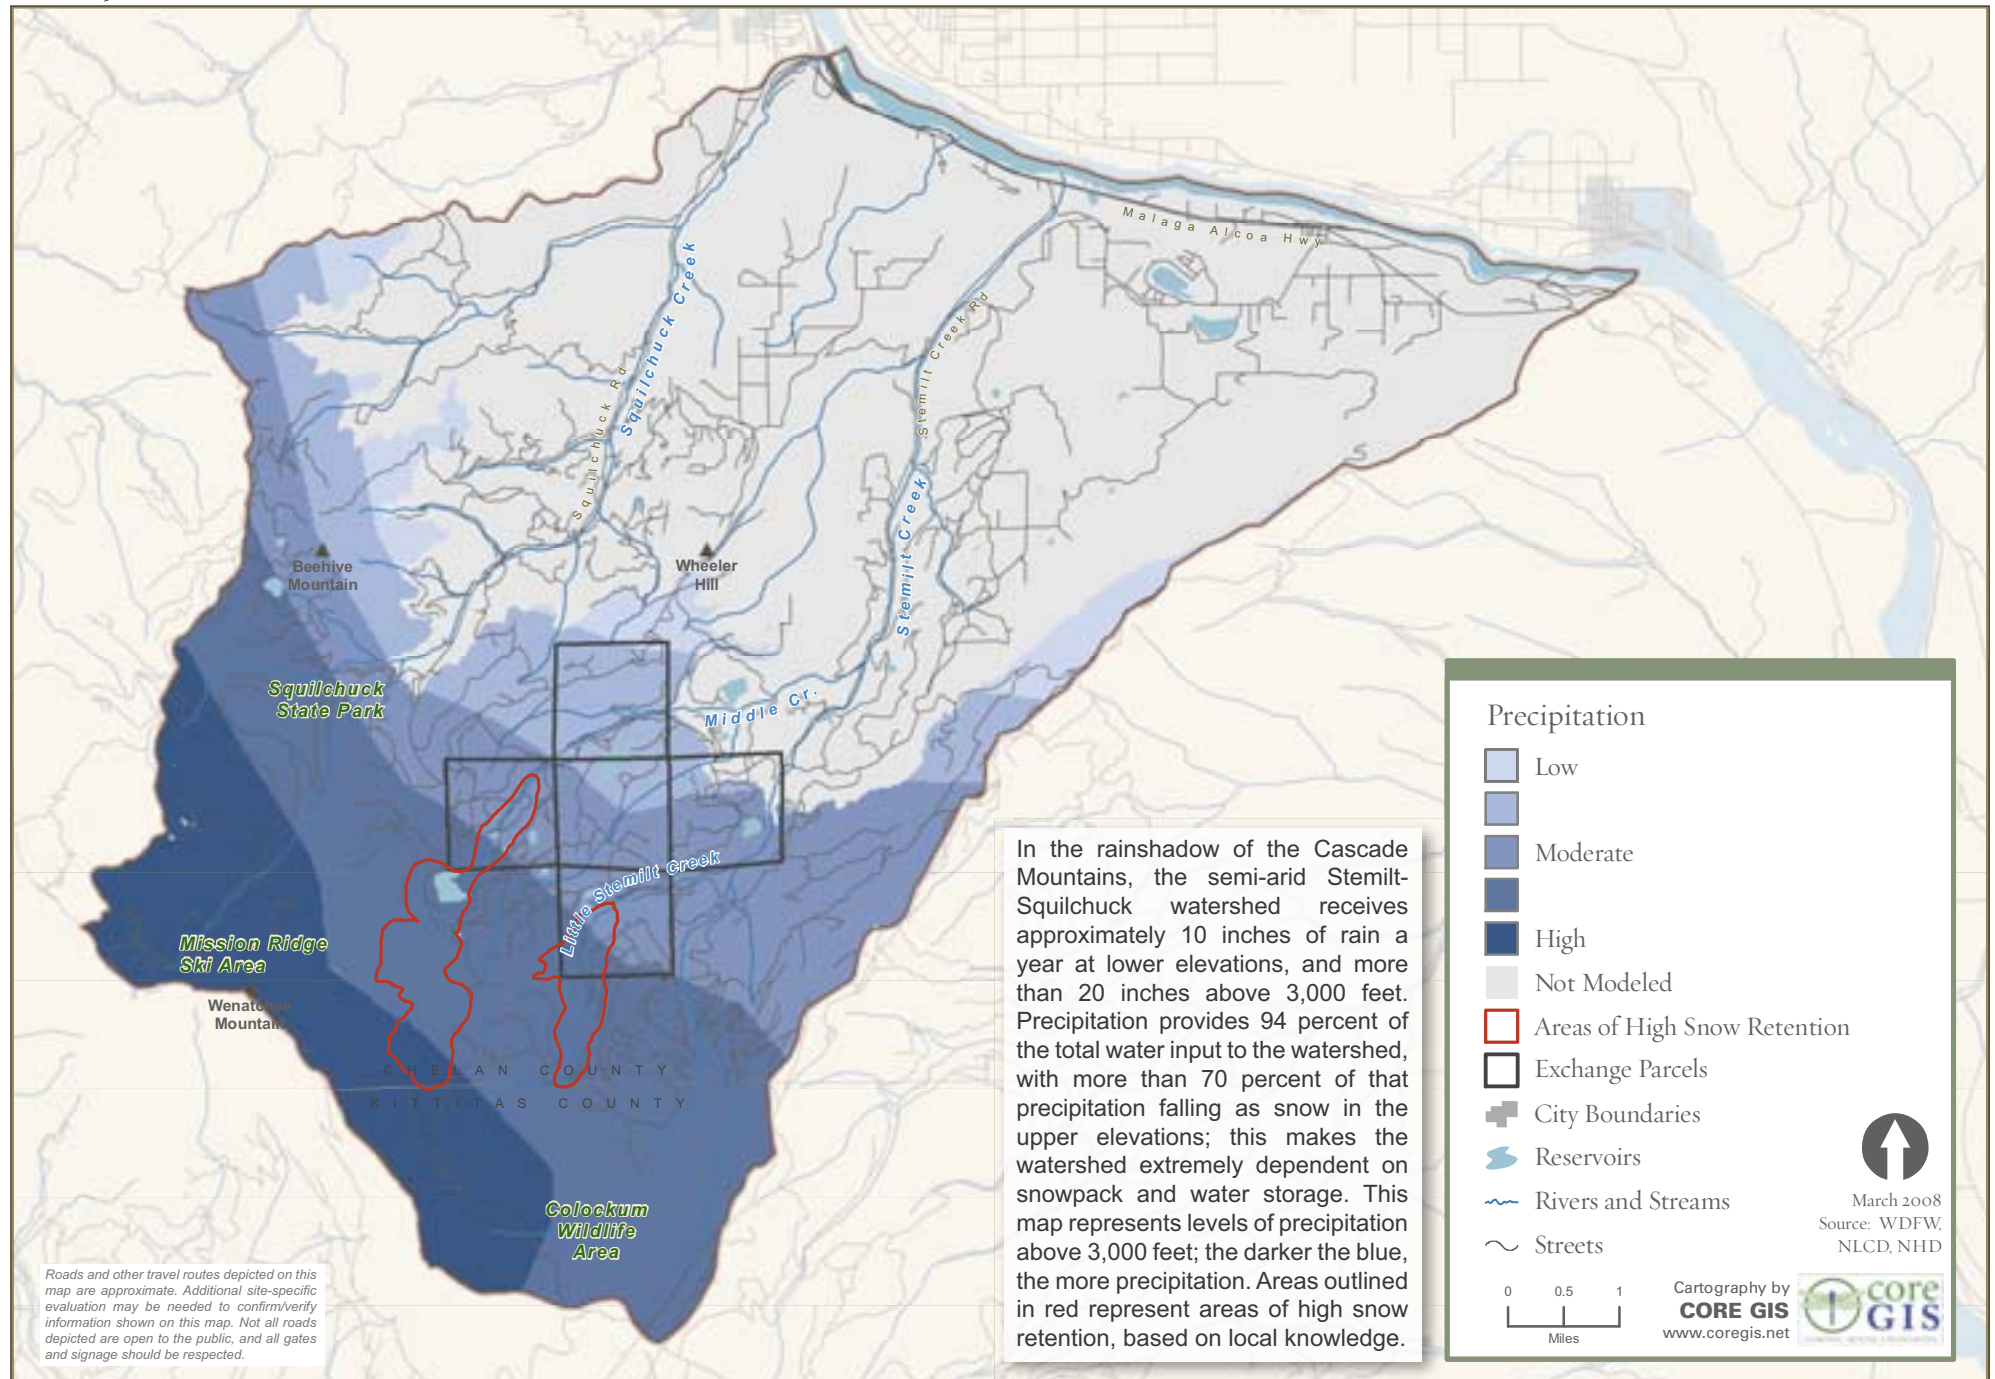 Malaga Alcoa Hwy
Squilchuck Creek
Stemilt Creek Rd
Squilchuck Rd
Stemilt Creek
Beehive
Mountain
Wheeler
Hill
Squilchuck
State Park
Middle Cr.
Little Stemilt Creek
Mission Ridge
Ski Area
Wenatchee
Mountain
CHELAN COUNTY
KITTITAS COUNTY
Colockum
Wildlife
Area
Roads and other travel routes depicted on this
map are approximate. Additional site-specific
evaluation may be needed to confirm/verify
information shown on this map. Not all roads
depicted are open to the public, and all gates
and signage should be respected.
In the rainshadow of the Cascade
Mountains, the semi-arid Stemilt-
Squilchuck watershed receives
approximately 10 inches of rain a
year at lower elevations, and more
than 20 inches above 3,000 feet.
Precipitation provides 94 percent of
the total water input to the watershed,
with more than 70 percent of that
precipitation falling as snow in the
upper elevations; this makes the
watershed extremely dependent on
snowpack and water storage. This
map represents levels of precipitation
above 3,000 feet; the darker the blue,
the more precipitation. Areas outlined
in red represent areas of high snow
retention, based on local knowledge.
Precipitation
Low
Moderate
High
Not Modeled
Areas of High Snow Retention
Exchange Parcels
City Boundaries
Reservoirs
Rivers and Streams
Streets
March 2008
Source: WDFW,
NLCD, NHD
0 0.5 1
Miles
Cartography by
CORE GIS
www.coregis.net
core
GIS